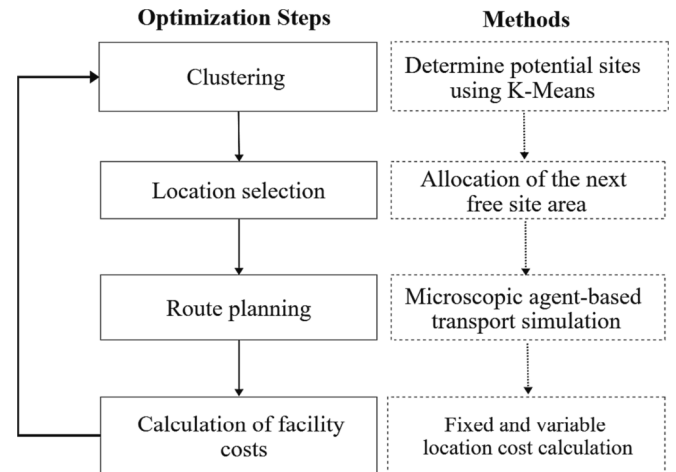 Optimization Steps
Methods
Clustering
Determine potential sites
using K-Means
Location selection
Allocation of the next
free site area
Route planning
Microscopic agent-based
transport simulation
Calculation of facility
costs
Fixed and variable
location cost calculation